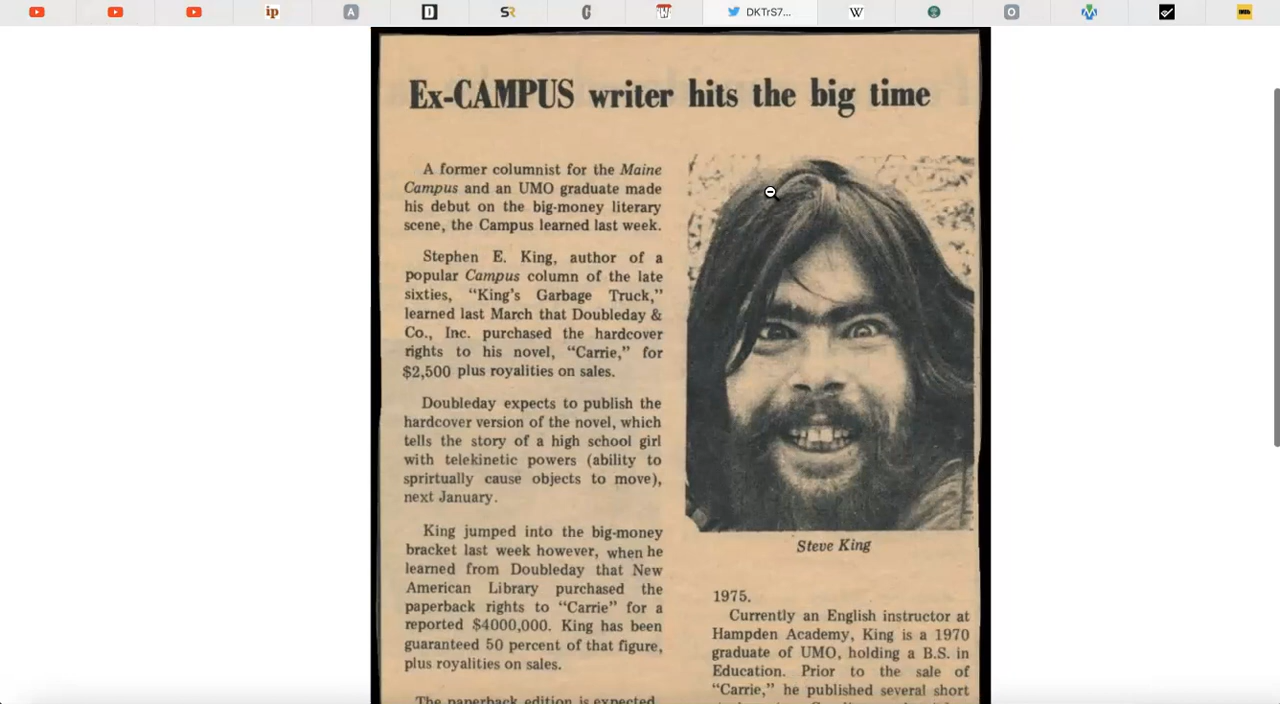 ip
A
D
SR
DKTrS7...
W
O
Ex-CAMPUS writer hits the big time
A former columnist for the Maine
Campus and an UMO graduate made
his debut on the big-money literary
scene, the Campus learned last week.
Stephen E. King, author of a
popular Campus column of the late
sixties, "King's Garbage Truck,"
learned last March that Doubleday &
Co., Inc. purchased the hardcover
rights to his novel, "Carrie," for
$2,500 plus royalities on sales.
Doubleday expects to publish the
hardcover version of the novel, which
tells the story of a high school girl
with telekinetic powers (ability to
sprirtually cause objects to move),
next January.
King jumped into the big-money
bracket last week however, when he
learned from Doubleday that New
American Library purchased the
paperback rights to "Carrie" for a
reported $4000,000. King has been
guaranteed 50 percent of that figure,
plus royalities on sales.
The paperback edition is expected
Steve King
1975.
Currently an English instructor at
Hampden Academy, King is a 1970
graduate of UMO, holding a B.S. in
Education. Prior to the sale of
"Carrie," he published several short